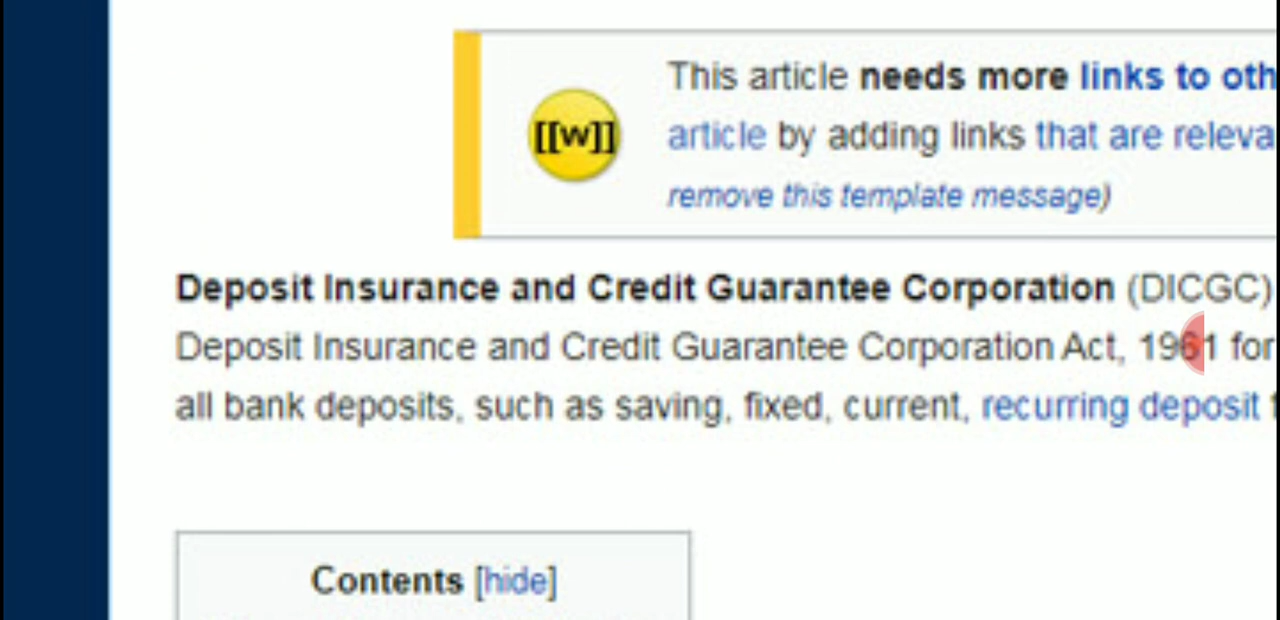 This article needs more links to oth
[[w]]
article by adding links that are releva
remove this template message)
Deposit Insurance and Credit Guarantee Corporation (DICGC)
Deposit Insurance and Credit Guarantee Corporation Act, 1961 for
all bank deposits, such as saving, fixed, current, recurring deposit
Contents [hide]